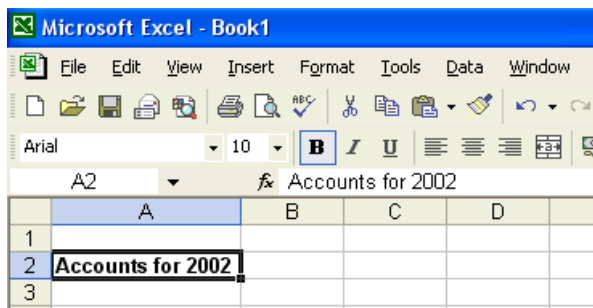 Microsoft Excel - Book1
File Edit View Insert Format Tools Data Window
ABC
Arial 10 B I U a
A2 fx Accounts for 2002
A B C D
1
2 Accounts for 2002
3